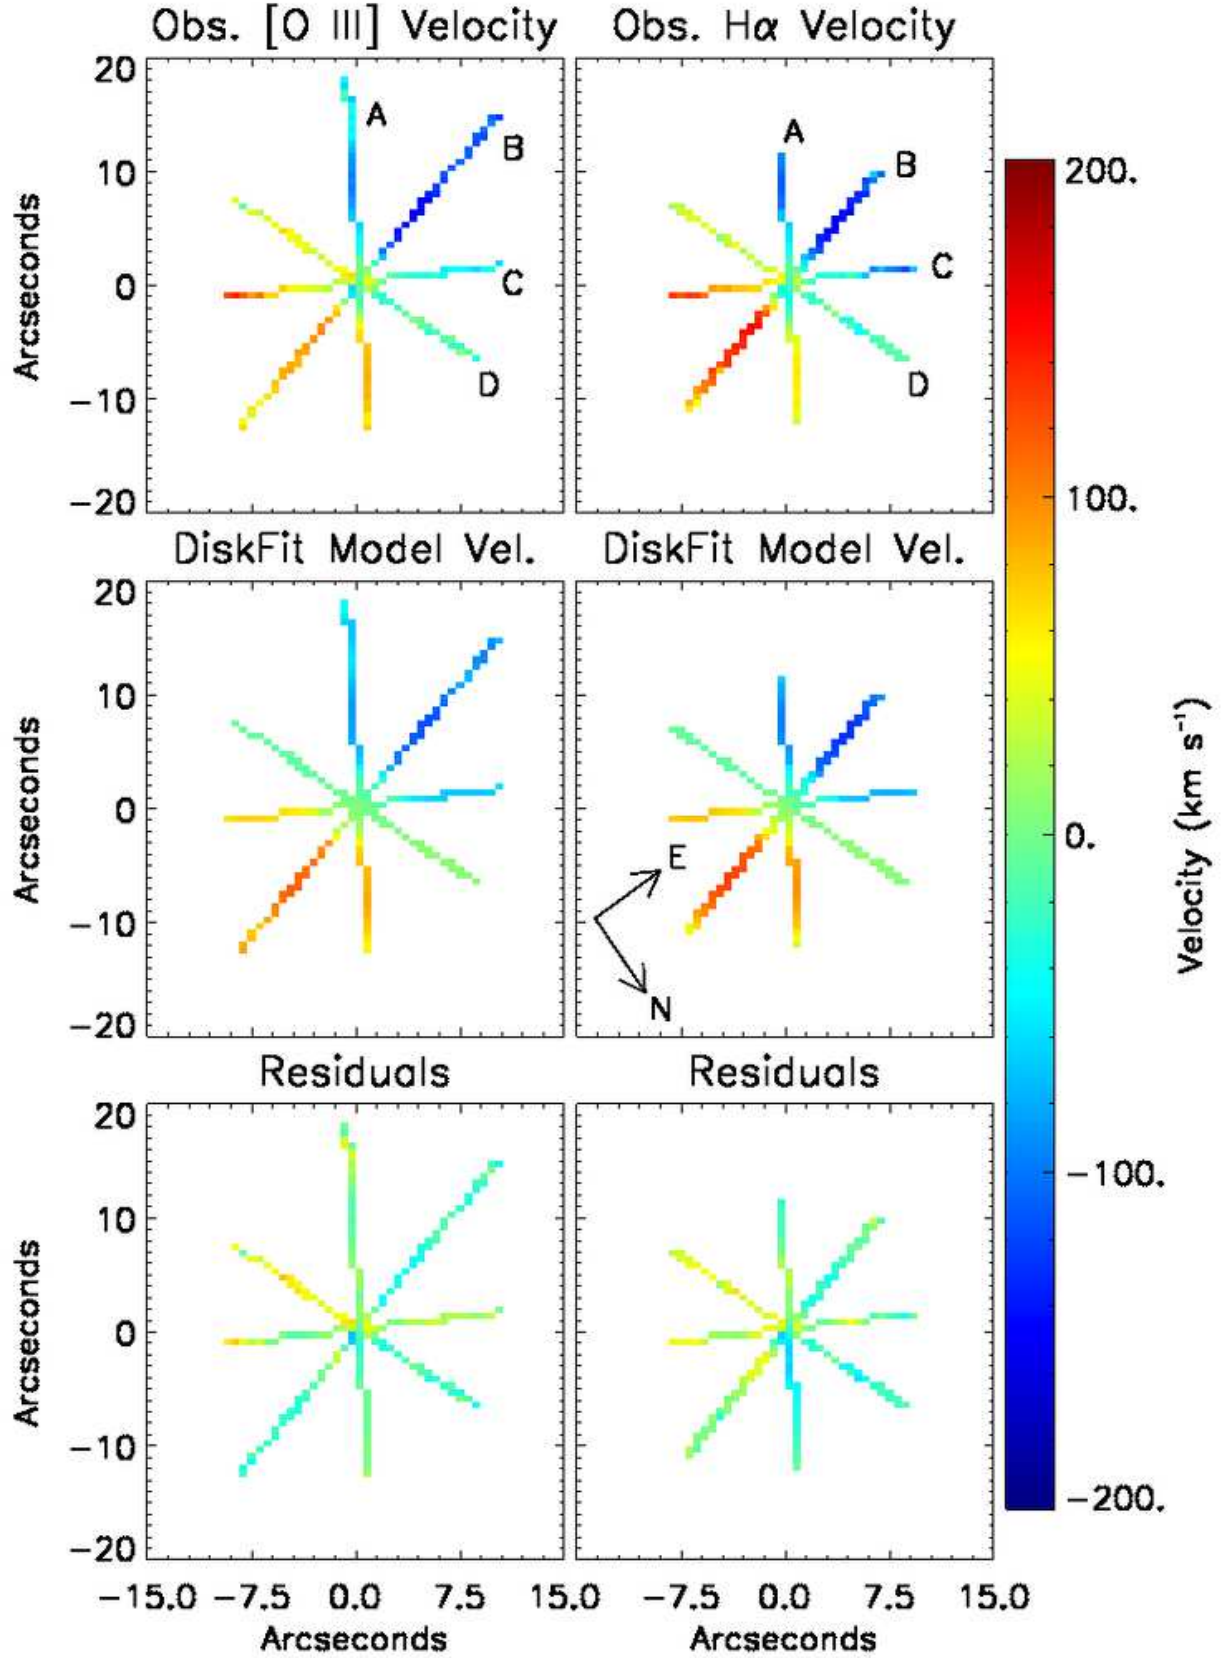 Obs. [O III] Velocity
Obs. Hα Velocity
20
10
0
−10
−20
Arcseconds
A
B
C
D
A
B
C
D
200.
100.
0.
−100.
−200.
Velocity (km s⁻¹)
DiskFit Model Vel.
DiskFit Model Vel.
20
10
0
−10
−20
Arcseconds
E
N
Residuals
Residuals
20
10
0
−10
−20
Arcseconds
−15.0 −7.5 0.0 7.5 15.0 −7.5 0.0 7.5 15.0
Arcseconds
Arcseconds